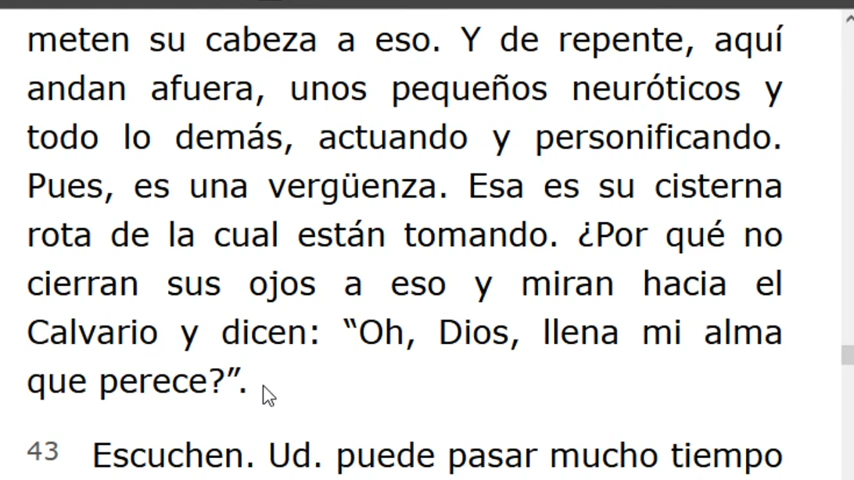 meten su cabeza a eso. Y de repente, aquí
andan afuera, unos pequeños neuróticos y
todo lo demás, actuando y personificando.
Pues, es una vergüenza. Esa es su cisterna
rota de la cual están tomando. ¿Por qué no
cierran sus ojos a eso y miran hacia el
Calvario y dicen: “Oh, Dios, llena mi alma
que perece?”.
43 Escuchen. Ud. puede pasar mucho tiempo